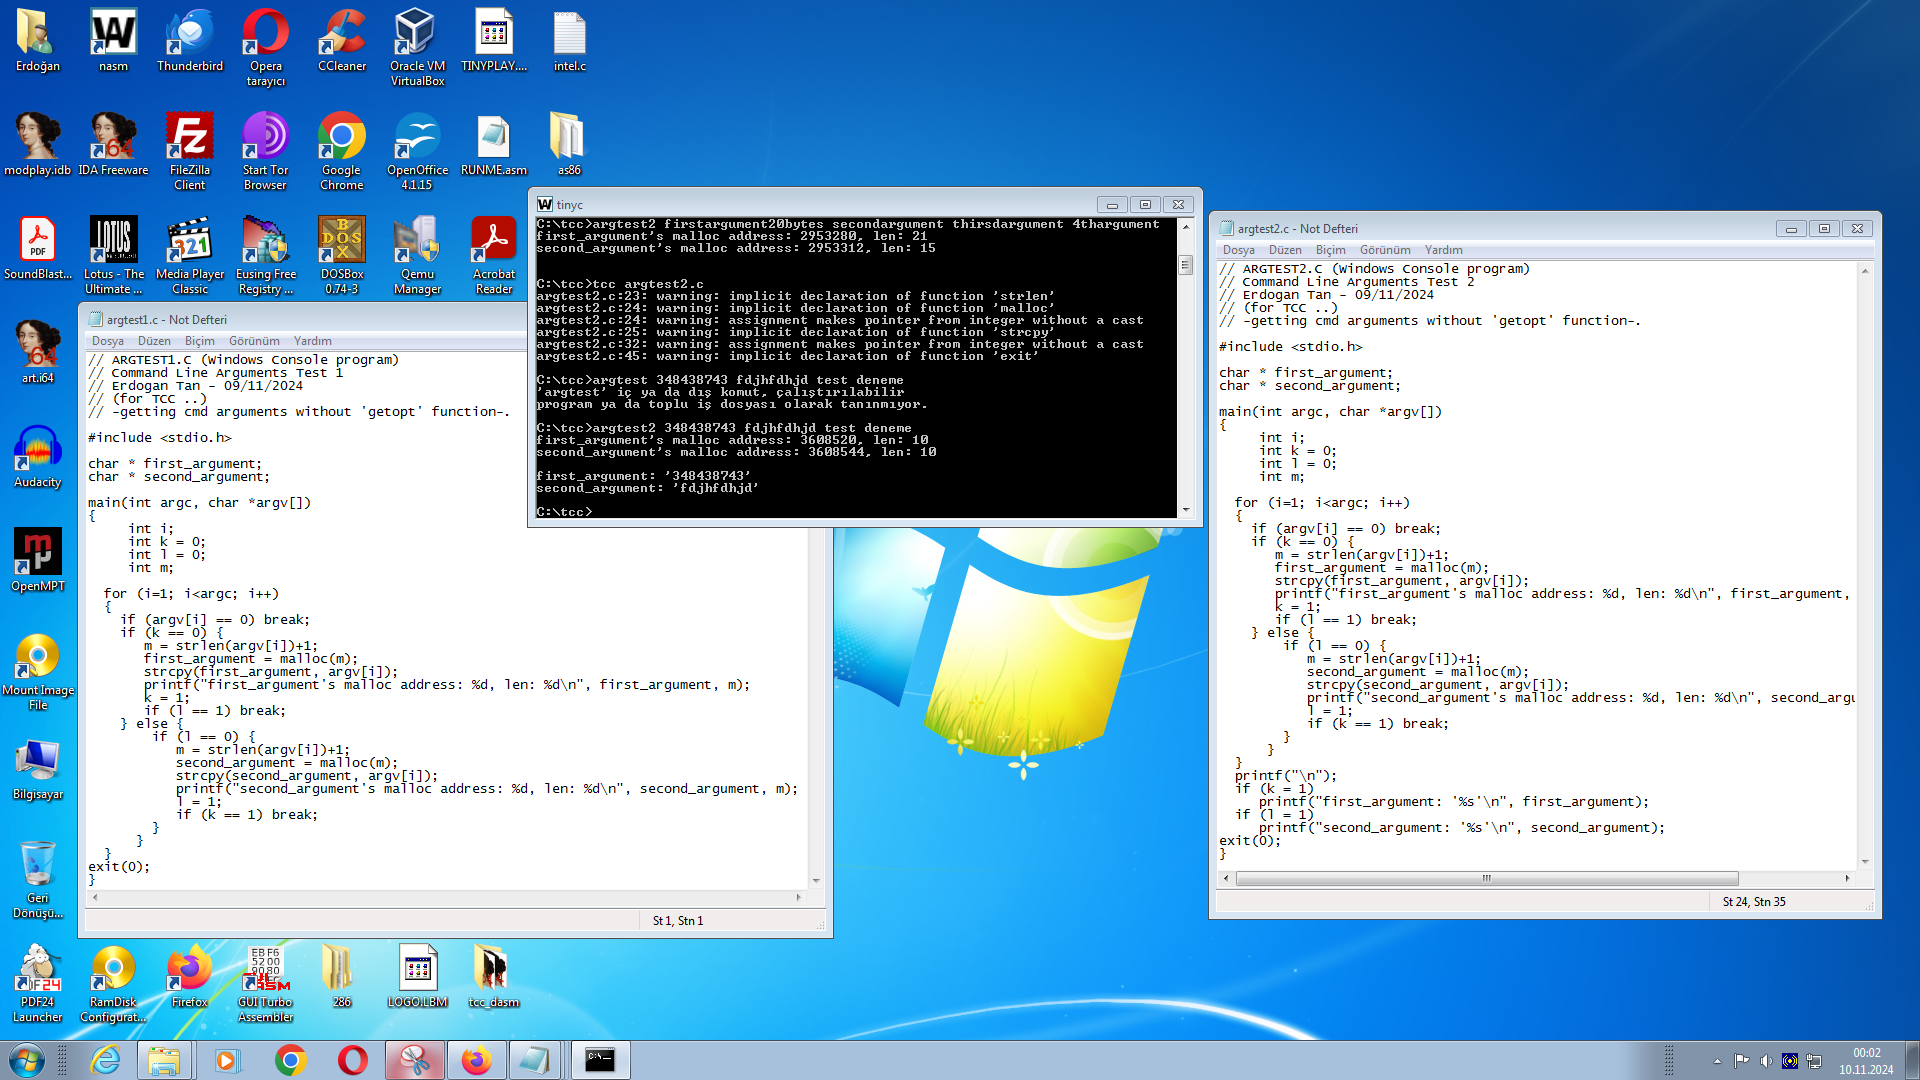 Erdoğan
nasm
Thunderbird
Opera
tarayıcı
CCleaner
Oracle VM
VirtualBox
TINYPLAY....
intel.c
modplay.idb
IDA Freeware
FileZilla
Client
Start Tor
Browser
Google
Chrome
OpenOffice
4.1.15
RUNME.asm
as86
SoundBlast...
Lotus - The
Ultimate ...
Media Player
Classic
Eusing Free
Registry ...
DOSBox
0.74-3
Qemu
Manager
Acrobat
Reader
art.i64
Audacity
OpenMPT
Mount Image
File
Bilgisayar
Geri
Dönüşü...
PDF24
Launcher
RamDisk
Configurat...
Firefox
GUI Turbo
Assembler
286
LOGO.LBM
tcc_dasm
tinyc
C:\tcc>argtest2 firstargument20bytes secondargument thirsdargument 4thargument
first_argument's malloc address: 2953280, len: 21
second_argument's malloc address: 2953312, len: 15
C:\tcc>tcc argtest2.c
argtest2.c:23: warning: implicit declaration of function 'strlen'
argtest2.c:24: warning: implicit declaration of function 'malloc'
argtest2.c:24: warning: assignment makes pointer from integer without a cast
argtest2.c:25: warning: implicit declaration of function 'strcpy'
argtest2.c:32: warning: assignment makes pointer from integer without a cast
argtest2.c:45: warning: implicit declaration of function 'exit'
C:\tcc>argtest 348438743 fdjhfdhjd test deneme
'argtest' iç ya da dış komut, çalıştırılabilir
program ya da toplu iş dosyası olarak tanınmıyor.
C:\tcc>argtest2 348438743 fdjhfdhjd test deneme
first_argument's malloc address: 3608520, len: 10
second_argument's malloc address: 3608544, len: 10
first_argument: '348438743'
second_argument: 'fdjhfdhjd'
C:\tcc>
argtest1.c - Not Defteri
Dosya Düzen Biçim Görünüm Yardım
// ARGTEST1.C (Windows Console program)
// Command Line Arguments Test 1
// Erdogan Tan - 09/11/2024
// (for TCC ..)
// -getting cmd arguments without 'getopt' function-.
#include <stdio.h>
char * first_argument;
char * second_argument;
main(int argc, char *argv[])
{
int i;
int k = 0;
int l = 0;
int m;
for (i=1; i<argc; i++)
{
if (argv[i] == 0) break;
if (k == 0) {
m = strlen(argv[i])+1;
first_argument = malloc(m);
strcpy(first_argument, argv[i]);
printf("first_argument's malloc address: %d, len: %d\n", first_argument, m);
k = 1;
if (l == 1) break;
} else {
if (l == 0) {
m = strlen(argv[i])+1;
second_argument = malloc(m);
strcpy(second_argument, argv[i]);
printf("second_argument's malloc address: %d, len: %d\n", second_argument, m);
l = 1;
if (k == 1) break;
}
}
}
exit(0);
}
St 1, Stn 1
argtest2.c - Not Defteri
Dosya Düzen Biçim Görünüm Yardım
// ARGTEST2.C (Windows Console program)
// Command Line Arguments Test 2
// Erdogan Tan - 09/11/2024
// (for TCC ..)
// -getting cmd arguments without 'getopt' function-.
#include <stdio.h>
char * first_argument;
char * second_argument;
main(int argc, char *argv[])
{
int i;
int k = 0;
int l = 0;
int m;
for (i=1; i<argc; i++)
{
if (argv[i] == 0) break;
if (k == 0) {
m = strlen(argv[i])+1;
first_argument = malloc(m);
strcpy(first_argument, argv[i]);
printf("first_argument's malloc address: %d, len: %d\n", first_argument,
k = 1;
if (l == 1) break;
} else {
if (l == 0) {
m = strlen(argv[i])+1;
second_argument = malloc(m);
strcpy(second_argument, argv[i]);
printf("second_argument's malloc address: %d, len: %d\n", second_argu
l = 1;
if (k == 1) break;
}
}
}
printf("\n");
if (k = 1)
printf("first_argument: '%s'\n", first_argument);
if (l = 1)
printf("second_argument: '%s'\n", second_argument);
exit(0);
}
St 24, Stn 35
00:02
10.11.2024